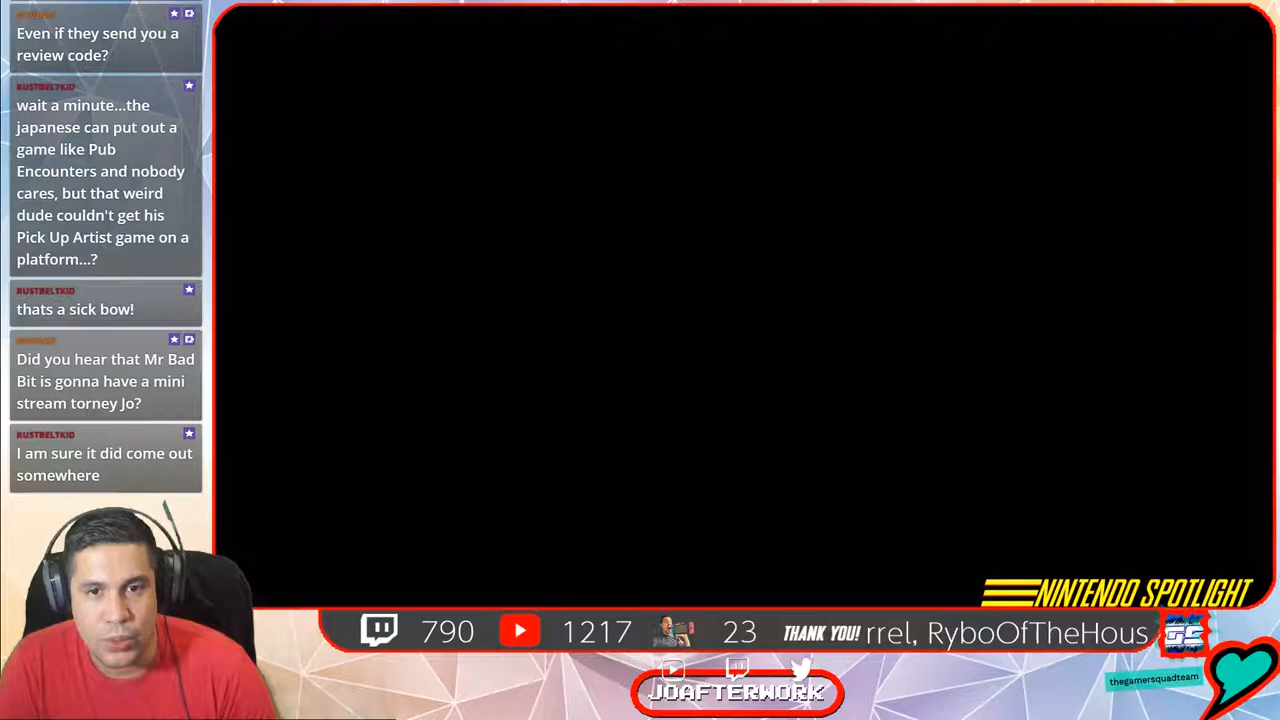 Even if they send you a
review code?
RUSTBELTKID
wait a minute...the
japanese can put out a
game like Pub
Encounters and nobody
cares, but that weird
dude couldn't get his
Pick Up Artist game on a
platform...?
RUSTBELTKID
thats a sick bow!
Did you hear that Mr Bad
Bit is gonna have a mini
stream torney Jo?
RUSTBELTKID
I am sure it did come out
somewhere
NINTENDO SPOTLIGHT
790
1217
23
THANK YOU! rrel, RyboOfTheHous
GS
thegamersquadteam
JOAFTERWORK